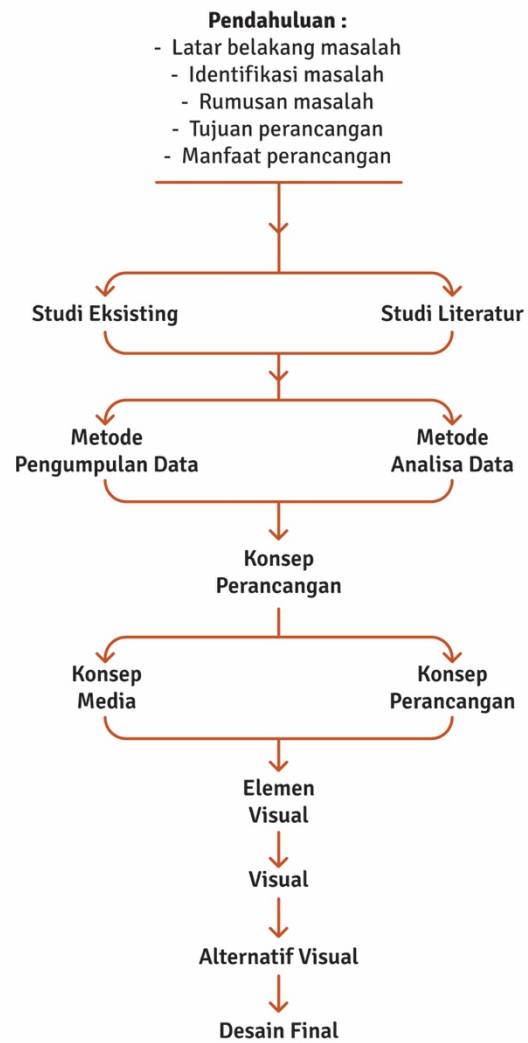 Pendahuluan :
- Latar belakang masalah
- Identifikasi masalah
- Rumusan masalah
- Tujuan perancangan
- Manfaat perancangan
Studi Eksisting
Studi Literatur
Metode
Pengumpulan Data
Metode
Analisa Data
Konsep
Perancangan
Konsep
Media
Konsep
Perancangan
Elemen
Visual
Visual
Alternatif Visual
Desain Final